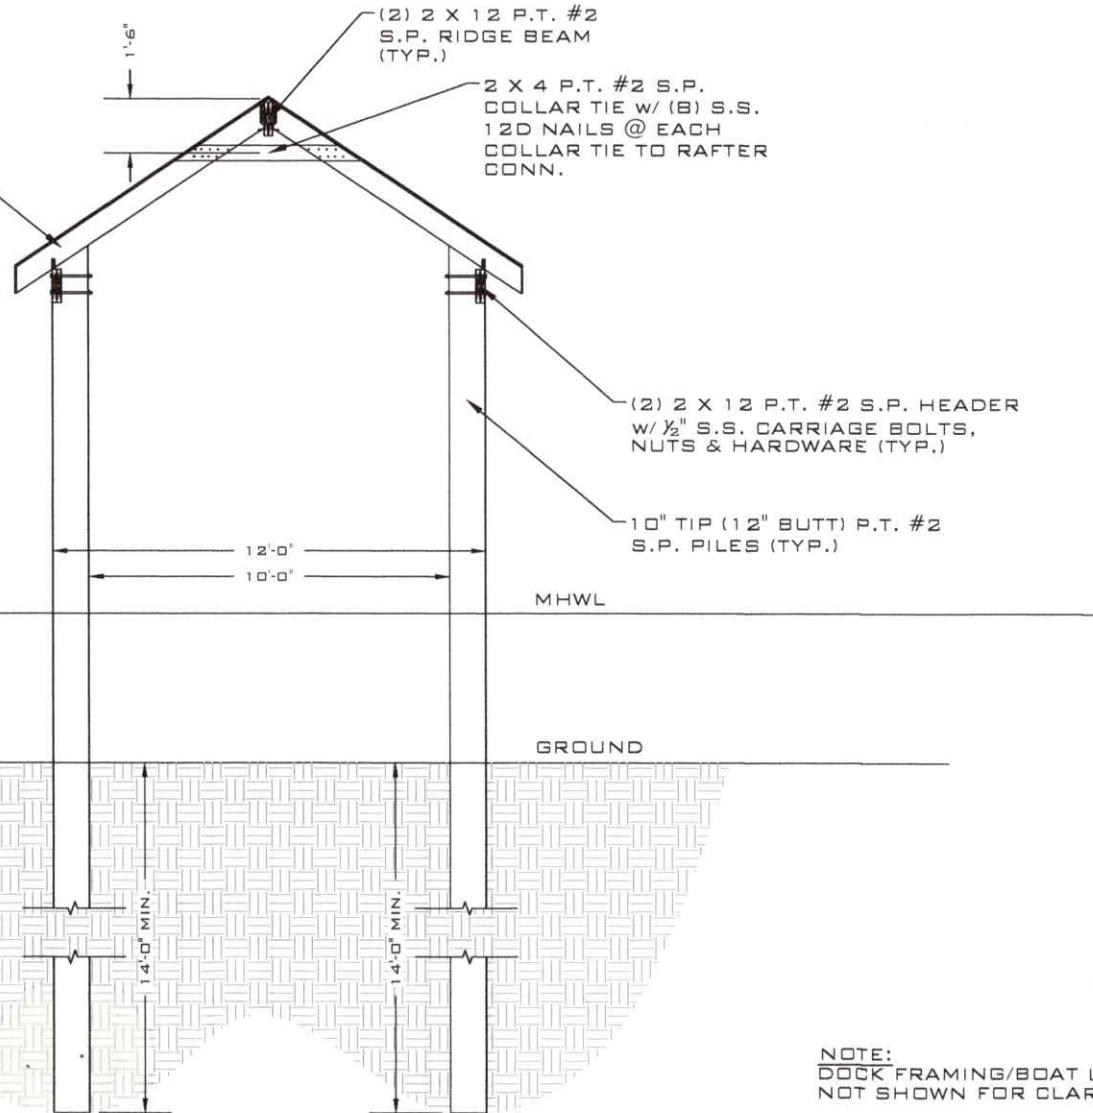 1'-6"
(2) 2 X 12 P.T. #2
S.P. RIDGE BEAM
(TYP.)
2 X 4 P.T. #2 S.P.
COLLAR TIE W/ (8) S.S.
12D NAILS @ EACH
COLLAR TIE TO RAFTER
CONN.
(2) 2 X 12 P.T. #2 S.P. HEADER
W/ ½" S.S. CARRIAGE BOLTS,
NUTS & HARDWARE (TYP.)
10" TIP (12" BUTT) P.T. #2
S.P. PILES (TYP.)
12'-0"
10'-0"
MHWL
GROUND
14'-0" MIN.
14'-0" MIN.
NOTE:
DOCK FRAMING/BOAT
NOT SHOWN FOR